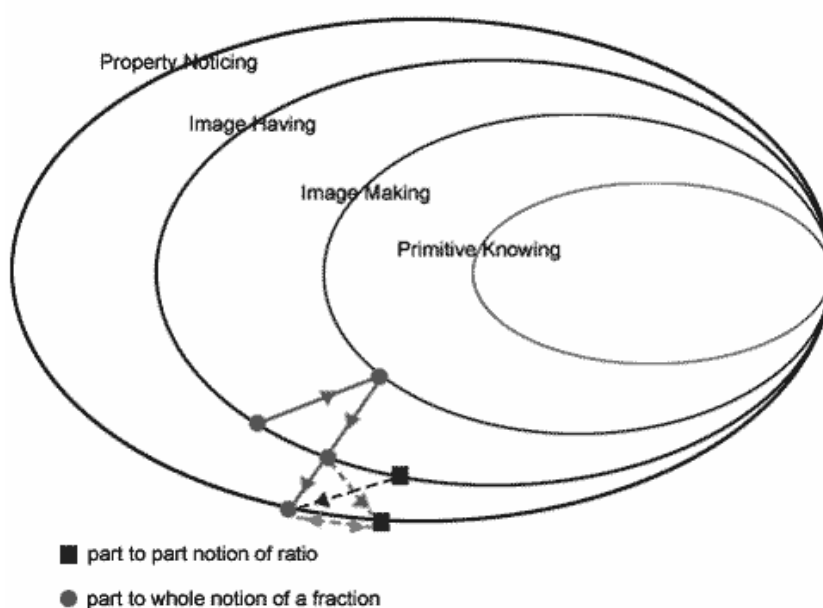 Property Noticing
Image Having
Image Making
Primitive Knowing
part to part notion of ratio
part to whole notion of a fraction